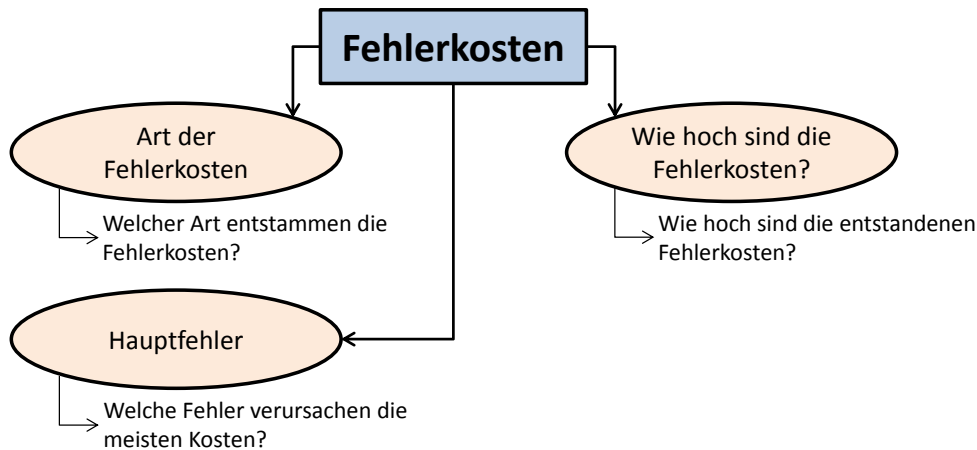 Fehlerkosten
Art der
Fehlerkosten
Welcher Art entstammen die
Fehlerkosten?
Wie hoch sind die
Fehlerkosten?
Wie hoch sind die entstandenen
Fehlerkosten?
Hauptfehler
Welche Fehler verursachen die
meisten Kosten?